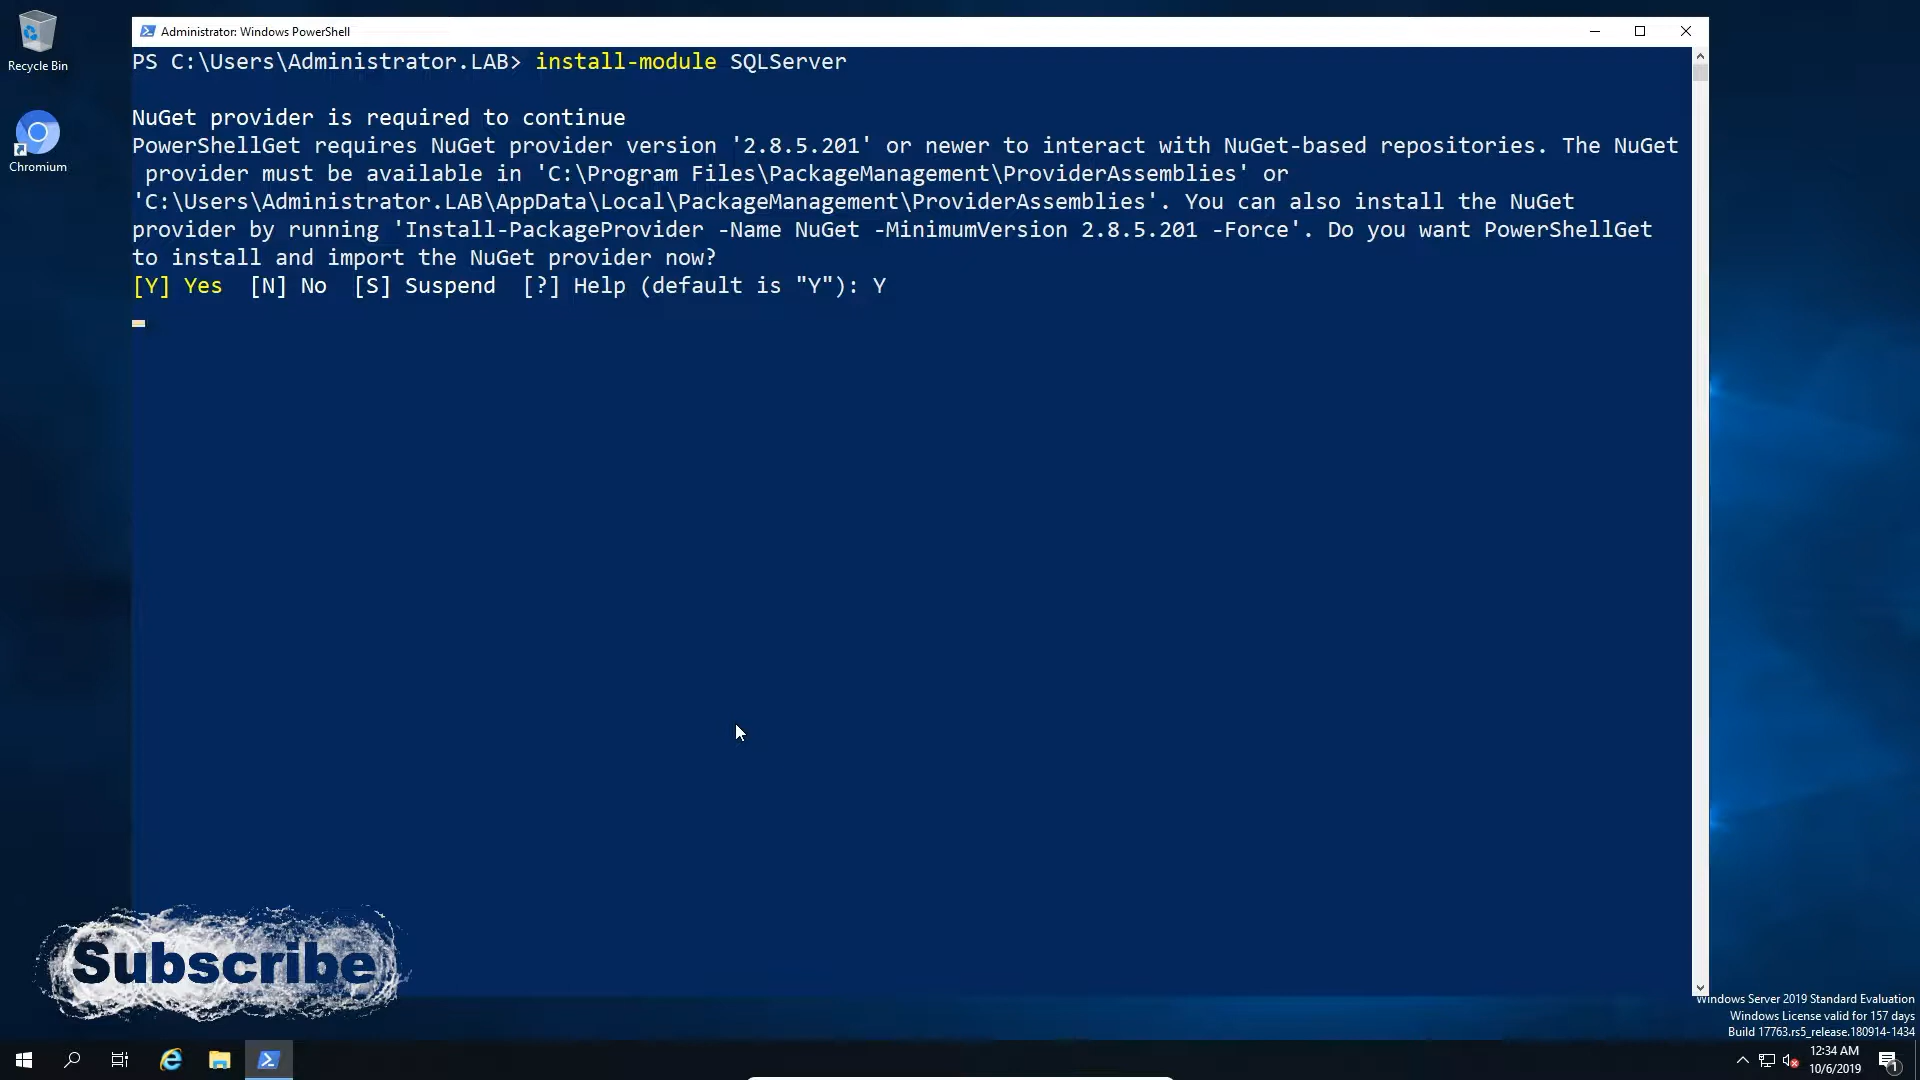 Recycle Bin
Chromium
Administrator: Windows PowerShell
PS C:\Users\Administrator.LAB> install-module SQLServer
NuGet provider is required to continue
PowerShellGet requires NuGet provider version '2.8.5.201' or newer to interact with NuGet-based repositories. The NuGet
provider must be available in 'C:\Program Files\PackageManagement\ProviderAssemblies' or
'C:\Users\Administrator.LAB\AppData\Local\PackageManagement\ProviderAssemblies'. You can also install the NuGet
provider by running 'Install-PackageProvider -Name NuGet -MinimumVersion 2.8.5.201 -Force'. Do you want PowerShellGet
to install and import the NuGet provider now?
[Y] Yes  [N] No  [S] Suspend  [?] Help (default is "Y"): Y
Subscribe
Windows Server 2019 Standard Evaluation
Windows License valid for 157 days
Build 17763.rs5_release.180914-1434
12:34 AM
10/6/2019
1